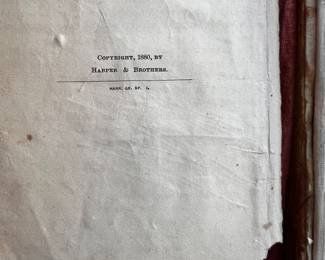 Copyright, 1880, by
Harper & Brothers.